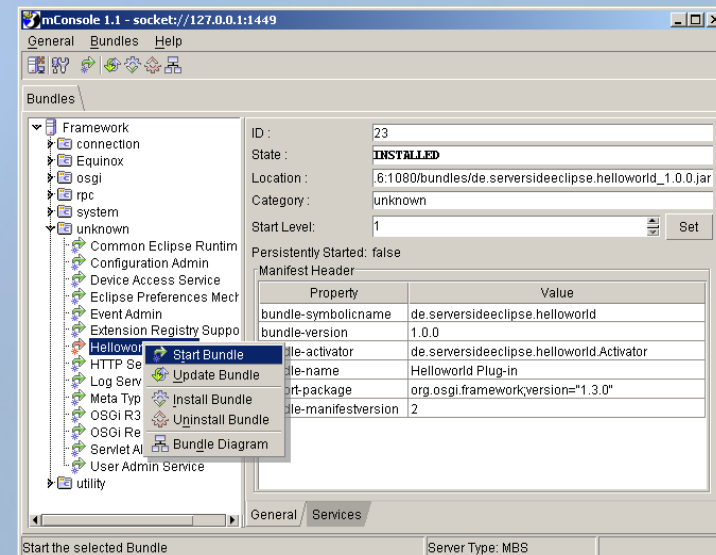 mConsole 1.1 - socket://127.0.0.1:1449
General Bundles Help
Bundles
Framework
connection
Equinox
osgi
rpc
system
unknown
Common Eclipse Runtim
Configuration Admin
Device Access Service
Eclipse Preferences Mech
Event Admin
Extension Registry Suppo
Hellowor
HTTP Se
Log Serv
Meta Typ
OSGi R3
OSGi Re
Servlet AP
User Admin Service
utility
Start Bundle
Update Bundle
Install Bundle
Uninstall Bundle
Bundle Diagram
ID : 23
State : INSTALLED
Location : .6:1080/bundles/de.serversideeclipse.helloworld_1.0.0.jar
Category : unknown
Start Level: 1 Set
Persistently Started: false
Manifest Header
Property Value
bundle-symbolicname de.serversideeclipse.helloworld
bundle-version 1.0.0
dle-activator de.serversideeclipse.helloworld.Activator
dle-name Helloworld Plug-in
ort-package org.osgi.framework;version="1.3.0"
dle-manifestversion 2
General Services
Start the selected Bundle Server Type: MBS